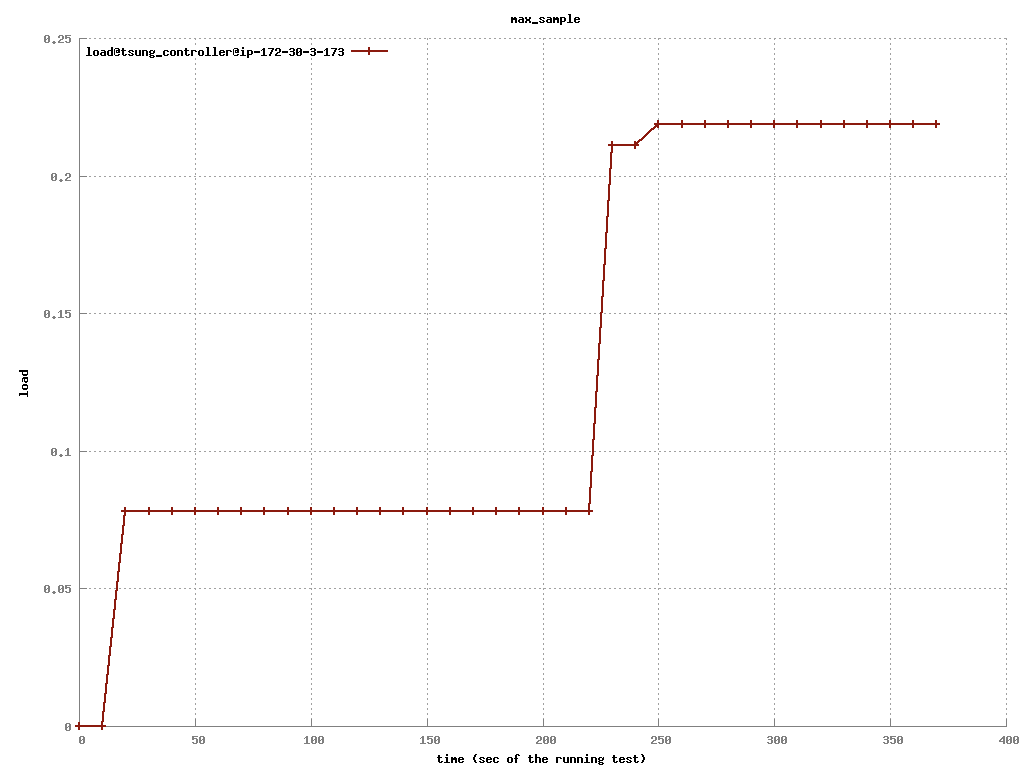 max_sample
load@tsung_controller@ip-172-30-3-173
0.25
0.2
0.15
0.1
0.05
0
load
0 50 100 150 200 250 300 350 400
time (sec of the running test)